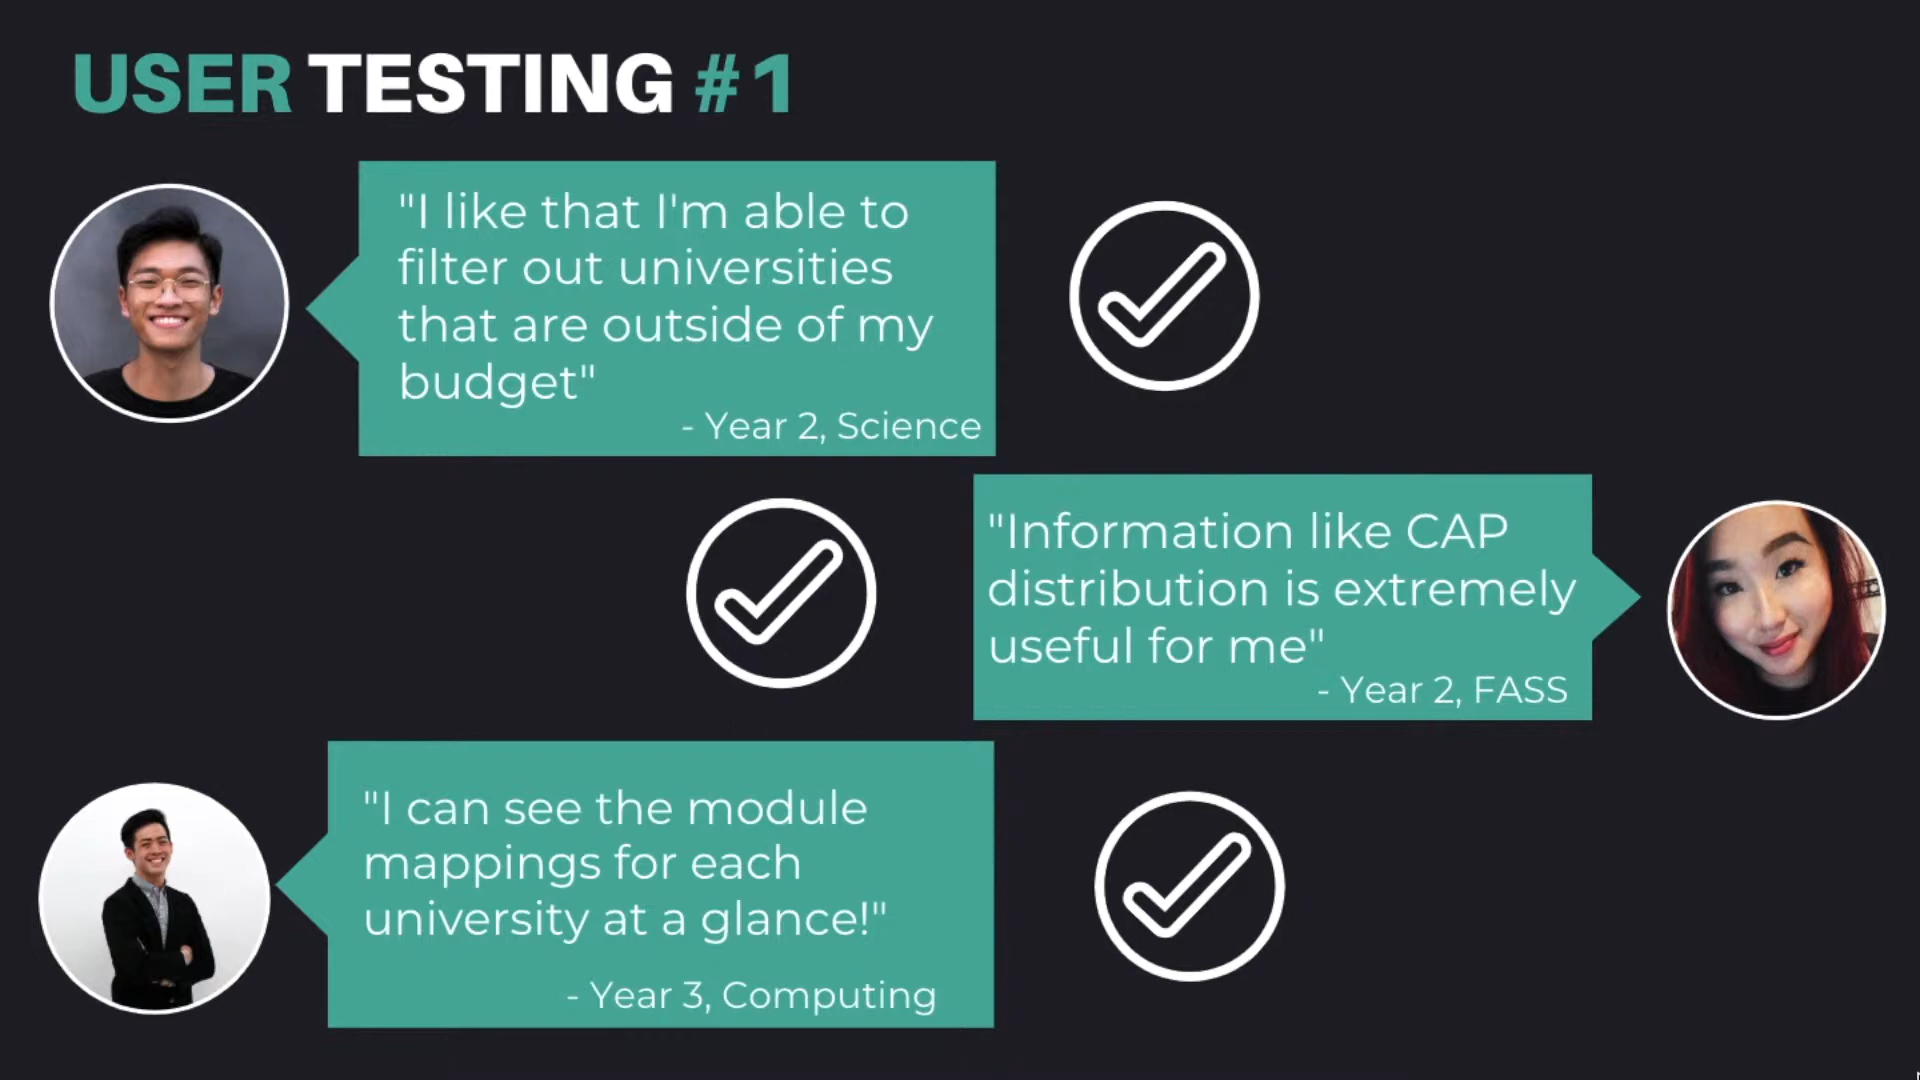 USER TESTING #1
"I like that I'm able to
filter out universities
that are outside of my
budget"
- Year 2, Science
"Information like CAP
distribution is extremely
useful for me"
- Year 2, FASS
"I can see the module
mappings for each
university at a glance!"
- Year 3, Computing